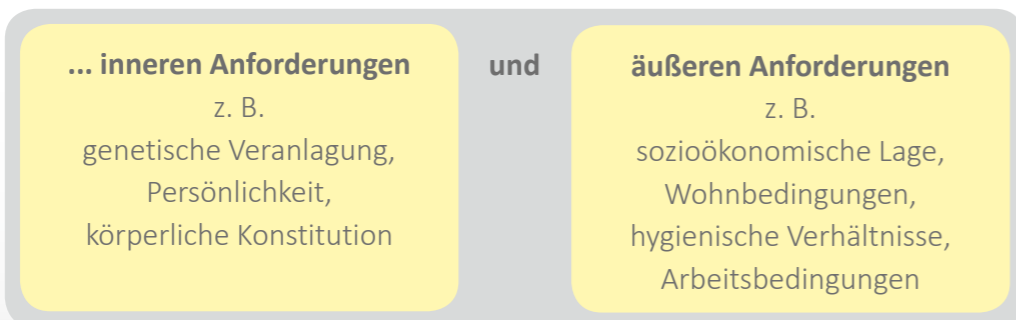 ... inneren Anforderungen
z. B.
genetische Veranlagung,
Persönlichkeit,
körperliche Konstitution
und
äußeren Anforderungen
z. B.
sozioökonomische Lage,
Wohnbedingungen,
hygienische Verhältnisse,
Arbeitsbedingungen